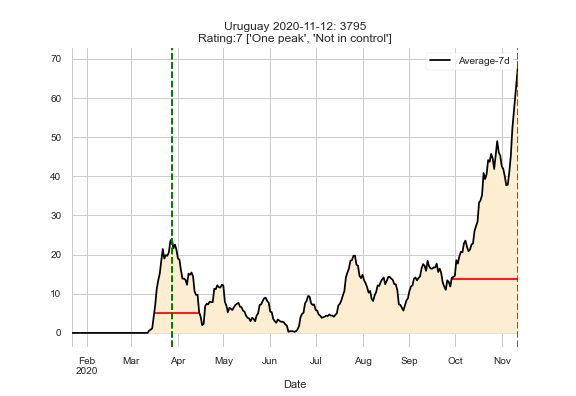 Uruguay 2020-11-12: 3795
Rating:7 ['One peak', 'Not in control']
Average-7d
70
60
50
40
30
20
10
0
Feb Mar Apr May Jun Jul Aug Sep Oct Nov
2020
Date